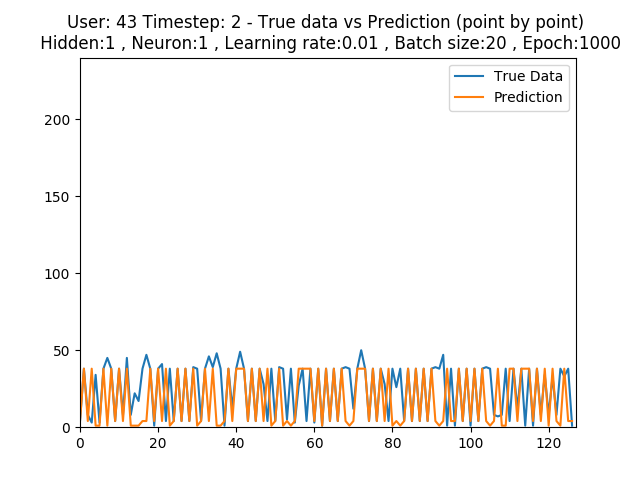 User: 43 Timestep: 2 - True data vs Prediction (point by point)
Hidden:1 , Neuron:1 , Learning rate:0.01 , Batch size:20 , Epoch:1000
True Data
Prediction
200
150
100
50
0
0 20 40 60 80 100 120